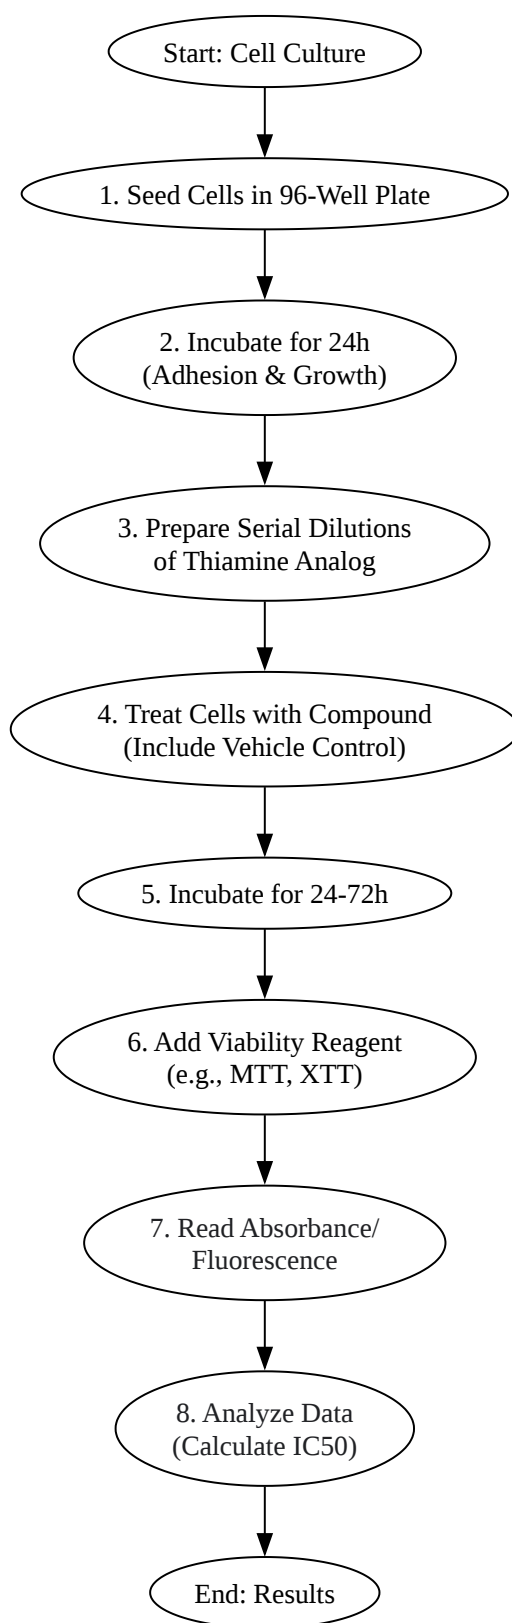 Start: Cell Culture
1. Seed Cells in 96-Well Plate
2. Incubate for 24h
(Adhesion & Growth)
3. Prepare Serial Dilutions
of Thiamine Analog
4. Treat Cells with Compound
(Include Vehicle Control)
5. Incubate for 24-72h
6. Add Viability Reagent
(e.g., MTT, XTT)
7. Read Absorbance/
Fluorescence
8. Analyze Data
(Calculate IC50)
End: Results